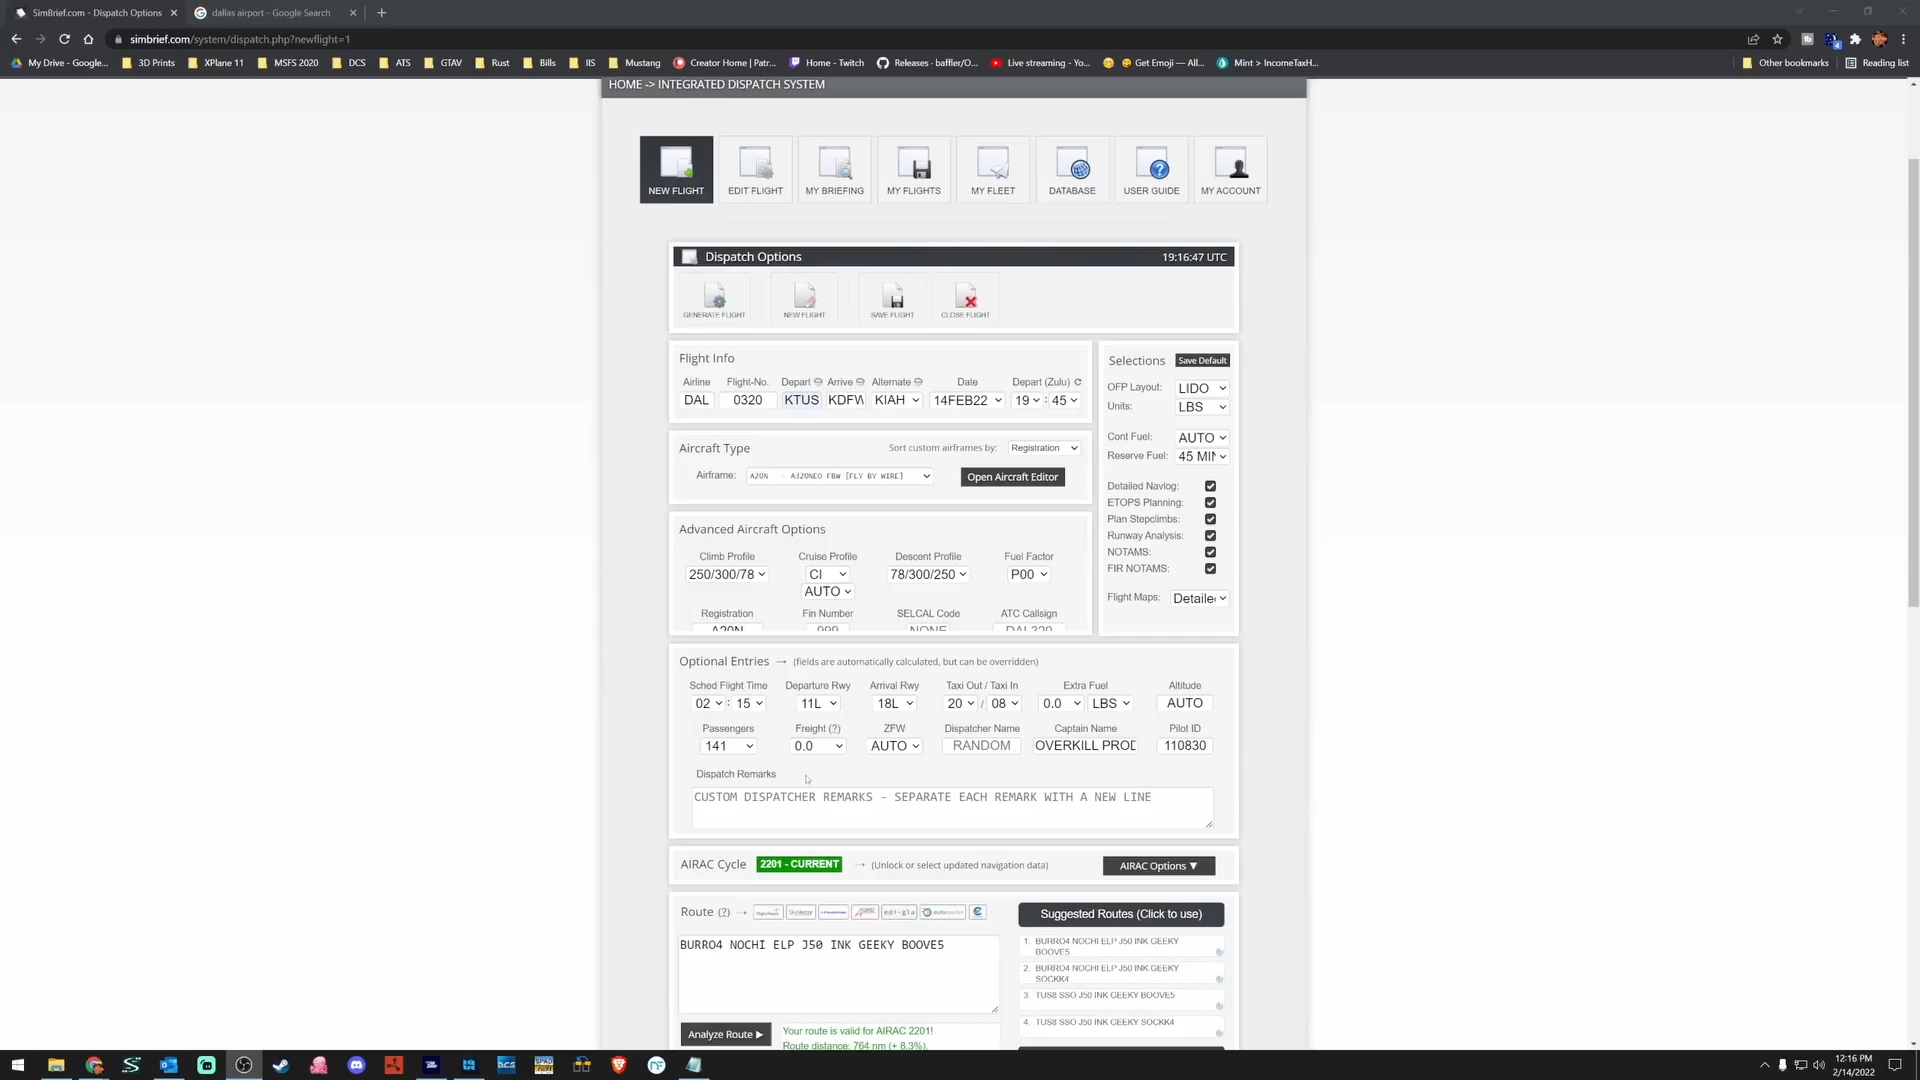 SimBrief.com - Dispatch Options
dallas airport - Google Search
simbrief.com/system/dispatch.php?newflight=1
My Drive - Google... 3D Prints XPlane 11 MSFS 2020 DCS ATS GTAV Rust Bills IIS Mustang Creator Home | Patr... Home - Twitch Releases · baffler/O... Live streaming - Yo... Get Emoji — All... Mint > IncomeTaxH... Other bookmarks Reading list
HOME -> INTEGRATED DISPATCH SYSTEM
NEW FLIGHT EDIT FLIGHT MY BRIEFING MY FLIGHTS MY FLEET DATABASE USER GUIDE MY ACCOUNT
Dispatch Options 19:16:47 UTC
GENERATE FLIGHT NEW FLIGHT SAVE FLIGHT CLOSE FLIGHT
Flight Info
Airline Flight-No. Depart Arrive Alternate Date Depart (Zulu)
DAL 0320 KTUS KDFW KIAH 14FEB22 19 : 45
Selections Save Default
OFP Layout: LIDO
Units: LBS
Cont Fuel: AUTO
Reserve Fuel: 45 MIN
Detailed Navlog:
ETOPS Planning:
Plan Stepclimbs:
Runway Analysis:
NOTAMS:
FIR NOTAMS:
Flight Maps: Detailed
Aircraft Type Sort custom airframes by: Registration
Airframe: A20N - A320NEO FBW [FLY BY WIRE] Open Aircraft Editor
Advanced Aircraft Options
Climb Profile Cruise Profile Descent Profile Fuel Factor
250/300/78 CI 78/300/250 P00
AUTO
Registration Fin Number SELCAL Code ATC Callsign
A20N 999 NONE DAL320
Optional Entries → (fields are automatically calculated, but can be overridden)
Sched Flight Time Departure Rwy Arrival Rwy Taxi Out / Taxi In Extra Fuel Altitude
02 : 15 11L 18L 20 / 08 0.0 LBS AUTO
Passengers Freight (?) ZFW Dispatcher Name Captain Name Pilot ID
141 0.0 AUTO RANDOM OVERKILL PROD 110830
Dispatch Remarks
CUSTOM DISPATCHER REMARKS - SEPARATE EACH REMARK WITH A NEW LINE
AIRAC Cycle 2201 - CURRENT → (Unlock or select updated navigation data) AIRAC Options ▼
Route (?) →
BURRO4 NOCHI ELP J50 INK GEEKY BOOVE5
Suggested Routes (Click to use)
1. BURRO4 NOCHI ELP J50 INK GEEKY
BOOVE5
2. BURRO4 NOCHI ELP J50 INK GEEKY
SOCKK4
3. TUS8 SSO J50 INK GEEKY BOOVE5
4. TUS8 SSO J50 INK GEEKY SOCKK4
Analyze Route ▶
Your route is valid for AIRAC 2201!
Route distance: 764 nm (+ 8.3%).
12:16 PM
2/14/2022